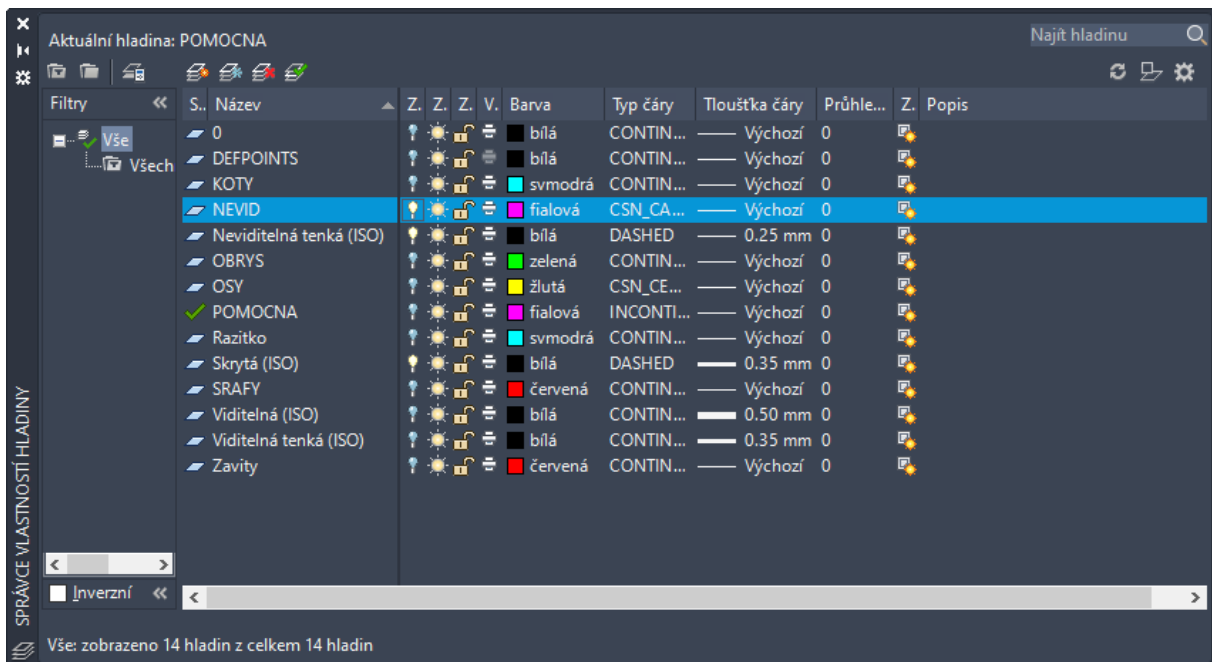 Aktuální hladina: POMOCNA
Najít hladinu
Filtry
S.. Název Z. Z. Z. V. Barva Typ čáry Tloušťka čáry Průhle... Z. Popis
Vše
Všech
0 bílá CONTIN... Výchozí 0
DEFPOINTS bílá CONTIN... Výchozí 0
KOTY svmodrá CONTIN... Výchozí 0
NEVID fialová CSN_CA... Výchozí 0
Neviditelná tenká (ISO) bílá DASHED 0.25 mm 0
OBRYS zelená CONTIN... Výchozí 0
OSY žlutá CSN_CE... Výchozí 0
POMOCNA fialová INCONTI... Výchozí 0
Razitko svmodrá CONTIN... Výchozí 0
Skrytá (ISO) bílá DASHED 0.35 mm 0
SRAFY červená CONTIN... Výchozí 0
Viditelná (ISO) bílá CONTIN... 0.50 mm 0
Viditelná tenká (ISO) bílá CONTIN... 0.35 mm 0
Zavity červená CONTIN... Výchozí 0
Inverzní
Vše: zobrazeno 14 hladin z celkem 14 hladin
SPRÁVCE VLASTNOSTÍ HLADINY